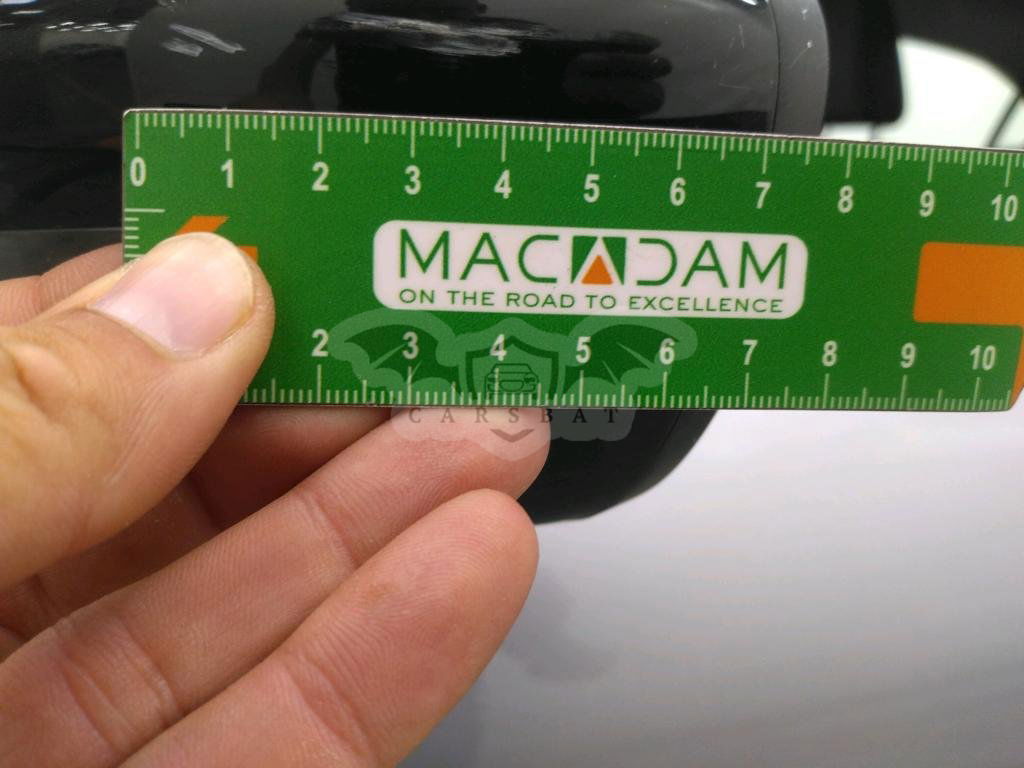 0 1 2 3 4 5 6 7 8 9 10
MACADAM
ON THE ROAD TO EXCELLENCE
2 3 4 5 6 7 8 9 10
CARSBAT